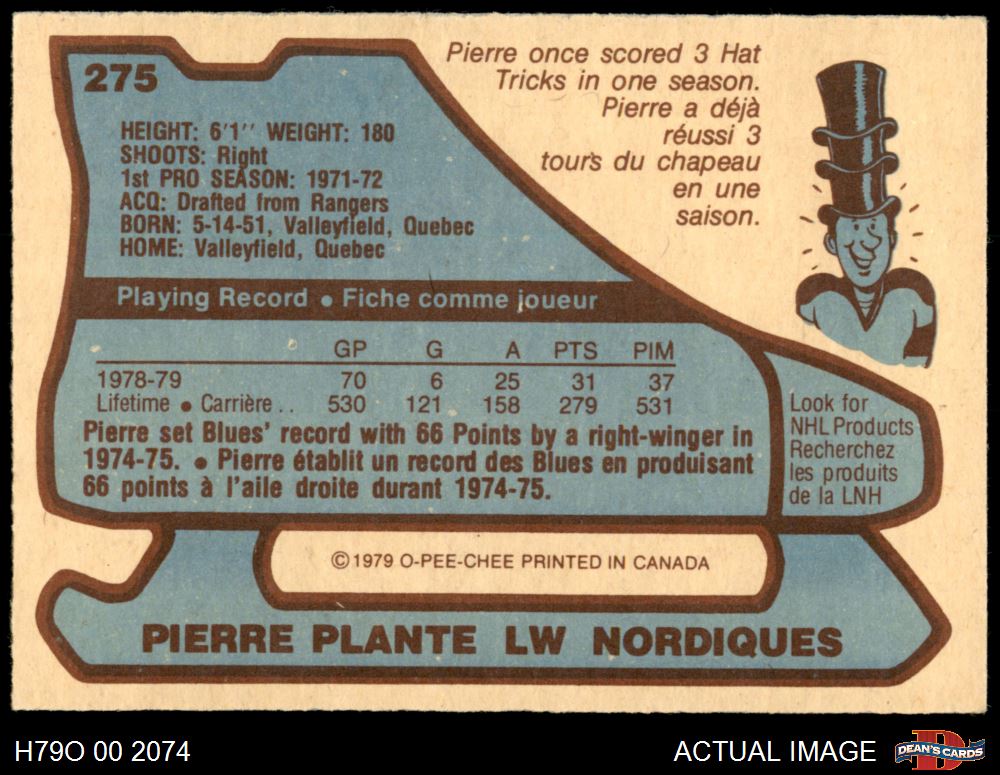 275
Pierre once scored 3 Hat
Tricks in one season.
Pierre a déjà
réussi 3
tours du chapeau
en une
saison.
HEIGHT: 6'1'' WEIGHT: 180
SHOOTS: Right
1st PRO SEASON: 1971-72
ACQ: Drafted from Rangers
BORN: 5-14-51, Valleyfield, Quebec
HOME: Valleyfield, Quebec
Playing Record • Fiche comme joueur
GP G A PTS PIM
1978-79 70 6 25 31 37
Lifetime • Carrière . . 530 121 158 279 531
Pierre set Blues' record with 66 Points by a right-winger in
1974-75. • Pierre établit un record des Blues en produisant
66 points à l'aile droite durant 1974-75.
Look for
NHL Products
Recherchez
les produits
de la LNH
©1979 O-PEE-CHEE PRINTED IN CANADA
PIERRE PLANTE LW NORDIQUES
H79O 00 2074
ACTUAL IMAGE
D
DEAN'S CARDS